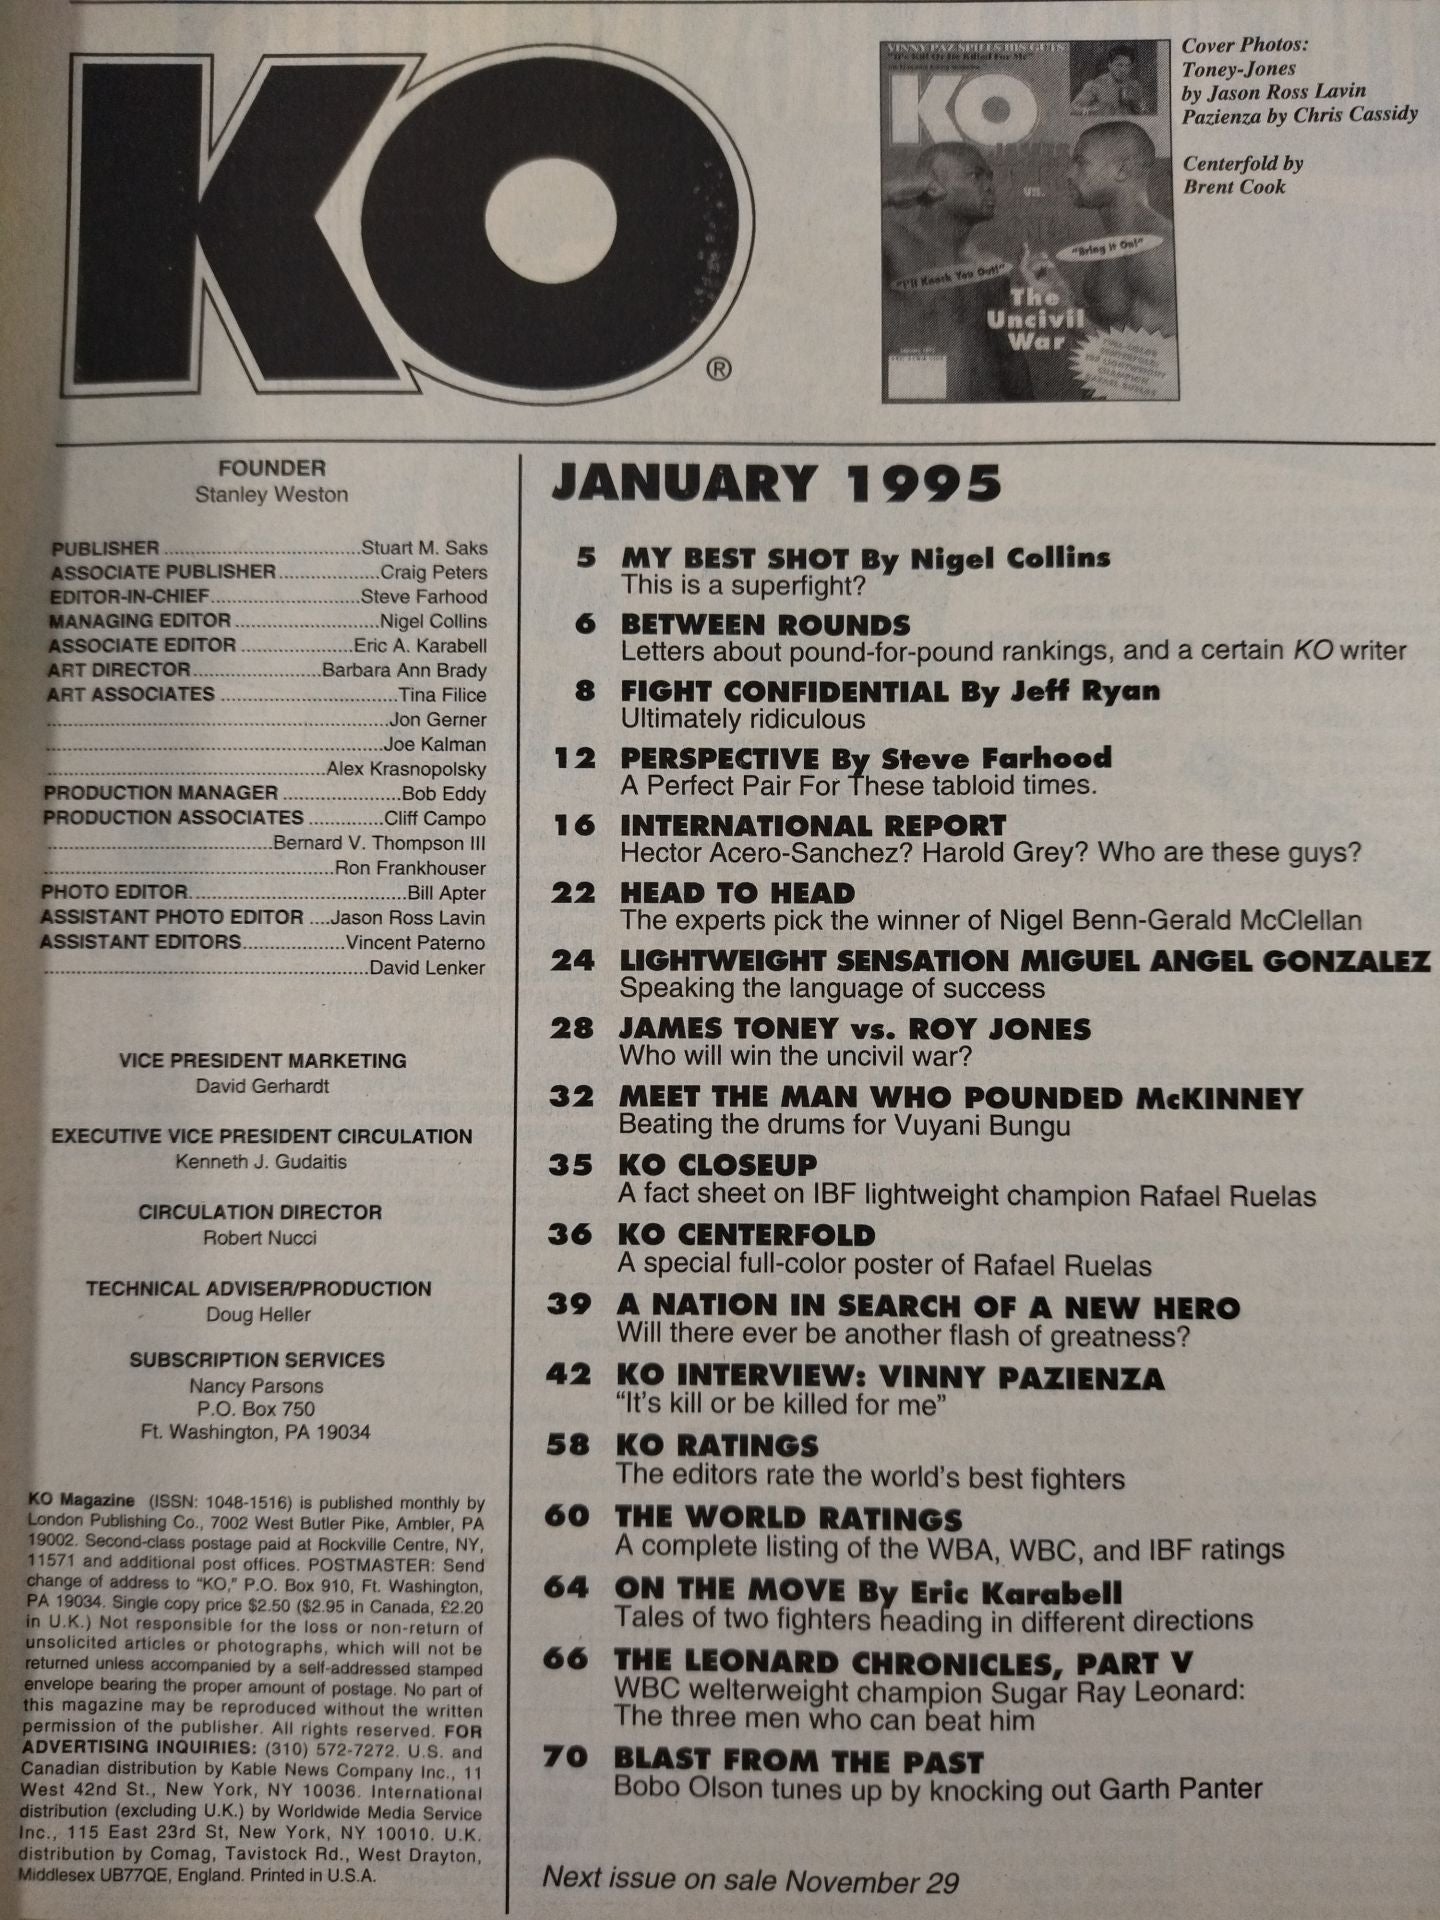 KO
®
VINNY PAZ SPILLS HIS GUTS
"It's Kill Or Be Killed For Me"
KO
JONES
vs.
TONEY
"I'll Knock You Out!"
"Bring It On!"
The
Uncivil
War
Cover Photos:
Toney-Jones
by Jason Ross Lavin
Pazienza by Chris Cassidy
Centerfold by
Brent Cook
FOUNDER
Stanley Weston
PUBLISHER ....................................Stuart M. Saks
ASSOCIATE PUBLISHER...................Craig Peters
EDITOR-IN-CHIEF............................Steve Farhood
MANAGING EDITOR...........................Nigel Collins
ASSOCIATE EDITOR .....................Eric A. Karabell
ART DIRECTOR........................Barbara Ann Brady
ART ASSOCIATES .................................Tina Filice
...............................................................Jon Gerner
..............................................................Joe Kalman
...................................................Alex Krasnopolsky
PRODUCTION MANAGER ......................Bob Eddy
PRODUCTION ASSOCIATES ..............Cliff Campo
..........................................Bernard V. Thompson III
.....................................................Ron Frankhouser
PHOTO EDITOR........................................Bill Apter
ASSISTANT PHOTO EDITOR ....Jason Ross Lavin
ASSISTANT EDITORS...................Vincent Paterno
............................................................David Lenker
VICE PRESIDENT MARKETING
David Gerhardt
EXECUTIVE VICE PRESIDENT CIRCULATION
Kenneth J. Gudaitis
CIRCULATION DIRECTOR
Robert Nucci
TECHNICAL ADVISER/PRODUCTION
Doug Heller
SUBSCRIPTION SERVICES
Nancy Parsons
P.O. Box 750
Ft. Washington, PA 19034
KO Magazine (ISSN: 1048-1516) is published monthly by
London Publishing Co., 7002 West Butler Pike, Ambler, PA
19002. Second-class postage paid at Rockville Centre, NY,
11571 and additional post offices. POSTMASTER: Send
change of address to "KO," P.O. Box 910, Ft. Washington,
PA 19034. Single copy price $2.50 ($2.95 in Canada, £2.20
in U.K.) Not responsible for the loss or non-return of
unsolicited articles or photographs, which will not be
returned unless accompanied by a self-addressed stamped
envelope bearing the proper amount of postage. No part of
this magazine may be reproduced without the written
permission of the publisher. All rights reserved. FOR
ADVERTISING INQUIRIES: (310) 572-7272. U.S. and
Canadian distribution by Kable News Company Inc., 11
West 42nd St., New York, NY 10036. International
distribution (excluding U.K.) by Worldwide Media Service
Inc., 115 East 23rd St, New York, NY 10010. U.K.
distribution by Comag, Tavistock Rd., West Drayton,
Middlesex UB77QE, England. Printed in U.S.A.
JANUARY 1995
5 MY BEST SHOT By Nigel Collins
This is a superfight?
6 BETWEEN ROUNDS
Letters about pound-for-pound rankings, and a certain KO writer
8 FIGHT CONFIDENTIAL By Jeff Ryan
Ultimately ridiculous
12 PERSPECTIVE By Steve Farhood
A Perfect Pair For These tabloid times.
16 INTERNATIONAL REPORT
Hector Acero-Sanchez? Harold Grey? Who are these guys?
22 HEAD TO HEAD
The experts pick the winner of Nigel Benn-Gerald McClellan
24 LIGHTWEIGHT SENSATION MIGUEL ANGEL GONZALEZ
Speaking the language of success
28 JAMES TONEY vs. ROY JONES
Who will win the uncivil war?
32 MEET THE MAN WHO POUNDED McKINNEY
Beating the drums for Vuyani Bungu
35 KO CLOSEUP
A fact sheet on IBF lightweight champion Rafael Ruelas
36 KO CENTERFOLD
A special full-color poster of Rafael Ruelas
39 A NATION IN SEARCH OF A NEW HERO
Will there ever be another flash of greatness?
42 KO INTERVIEW: VINNY PAZIENZA
"It's kill or be killed for me"
58 KO RATINGS
The editors rate the world's best fighters
60 THE WORLD RATINGS
A complete listing of the WBA, WBC, and IBF ratings
64 ON THE MOVE By Eric Karabell
Tales of two fighters heading in different directions
66 THE LEONARD CHRONICLES, PART V
WBC welterweight champion Sugar Ray Leonard:
The three men who can beat him
70 BLAST FROM THE PAST
Bobo Olson tunes up by knocking out Garth Panter
Next issue on sale November 29